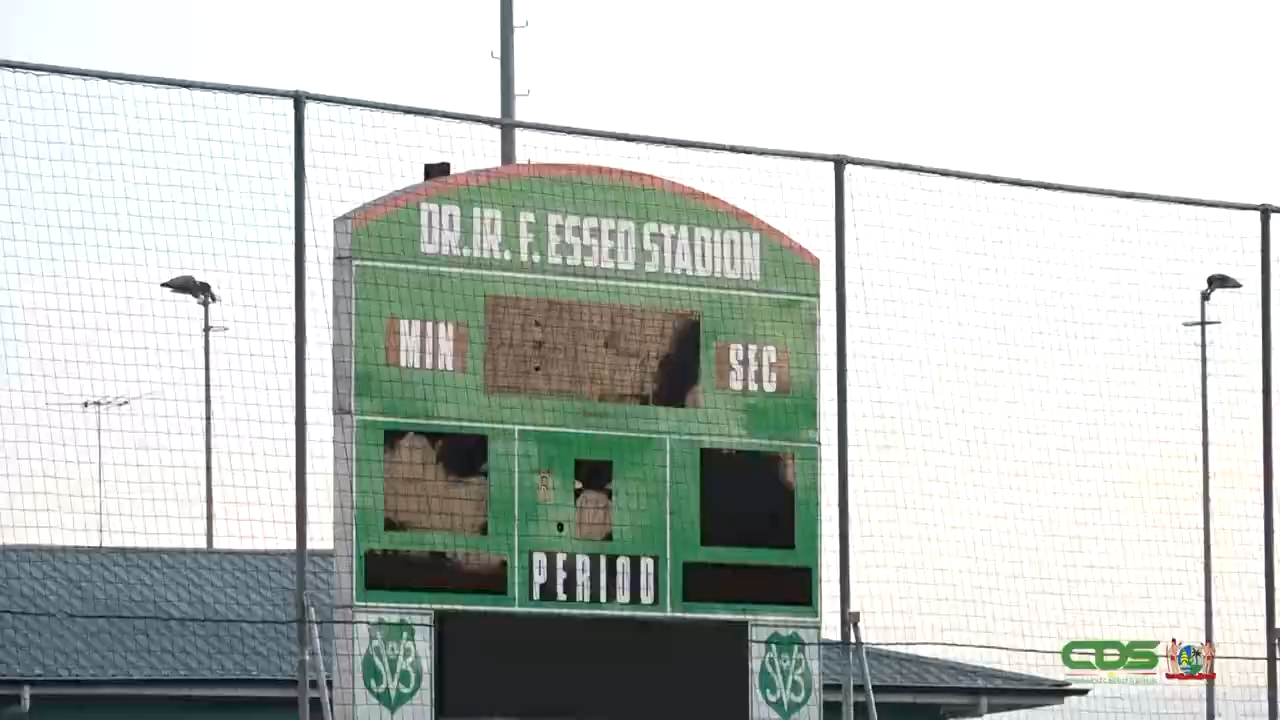 DR. IR. F. ESSED STADION
MIN
SEC
PERIOD
SVB
SVB
CDS